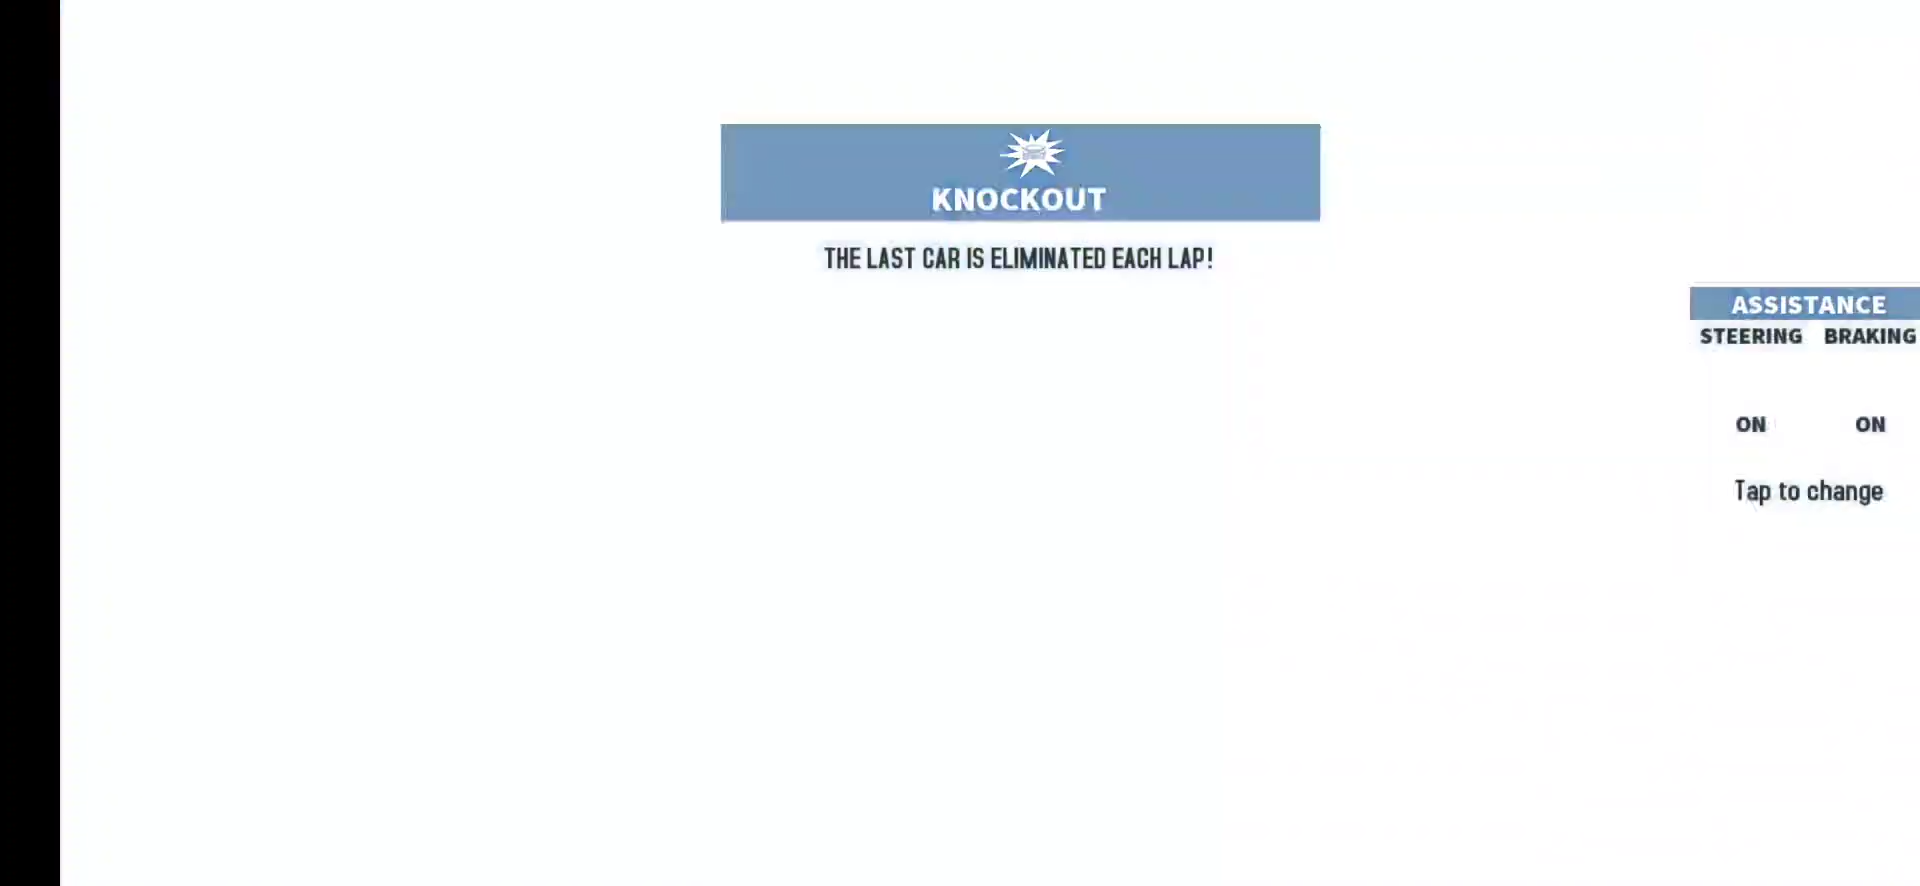 KNOCKOUT
THE LAST CAR IS ELIMINATED EACH LAP!
ASSISTANCE
STEERING BRAKING
ON ON
Tap to change